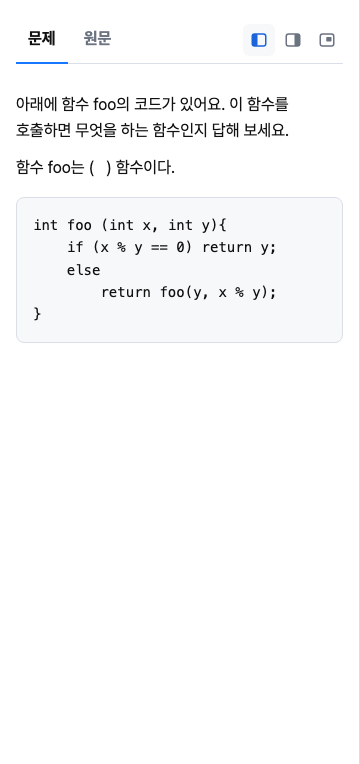 문제 원문
아래에 함수 foo의 코드가 있어요. 이 함수를
호출하면 무엇을 하는 함수인지 답해 보세요.
함수 foo는 (   ) 함수이다.
int foo (int x, int y){
    if (x % y == 0) return y;
    else
        return foo(y, x % y);
}